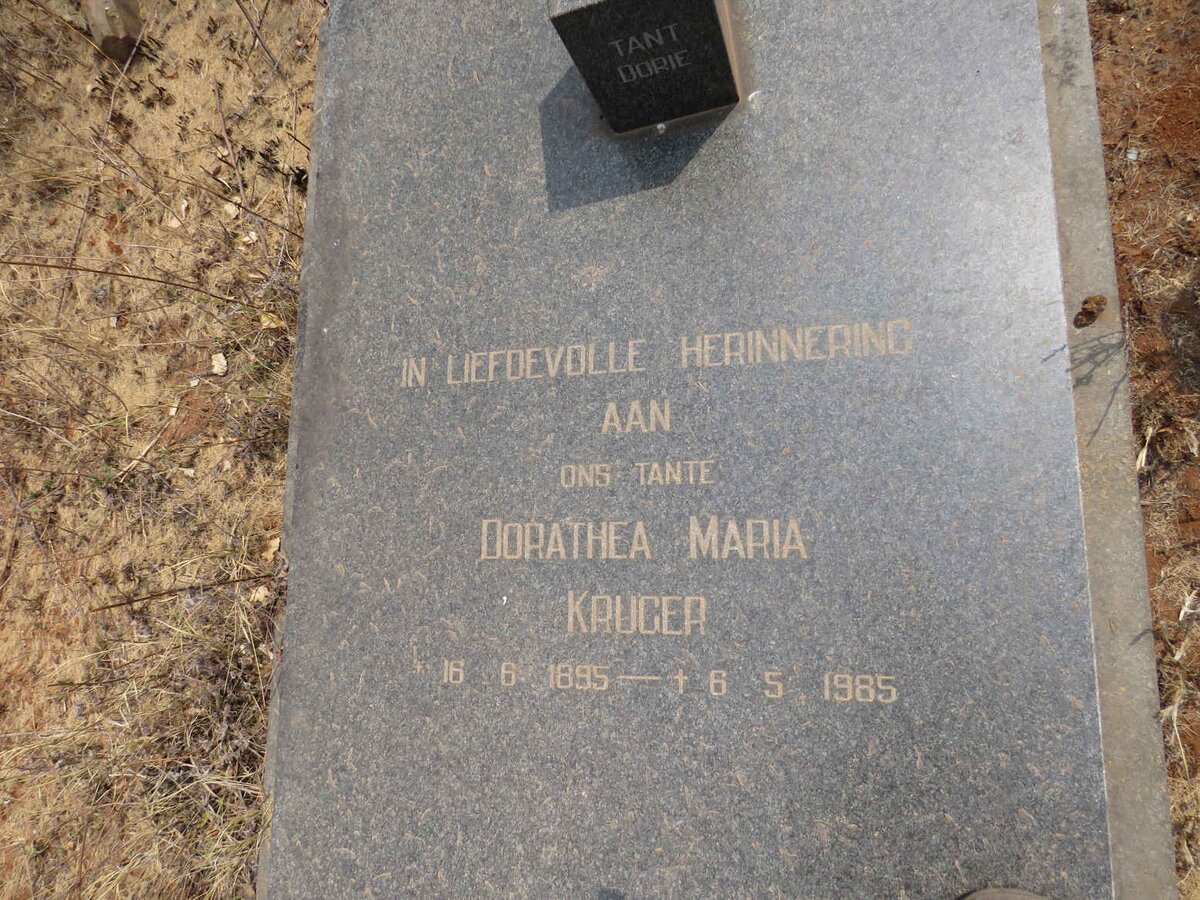 TANT
DORIE
IN LIEFDEVOLLE HERINNERING
AAN
ONS TANTE
DORATHEA MARIA
KRUGER
* 16 6 1895 — † 6 5 1985